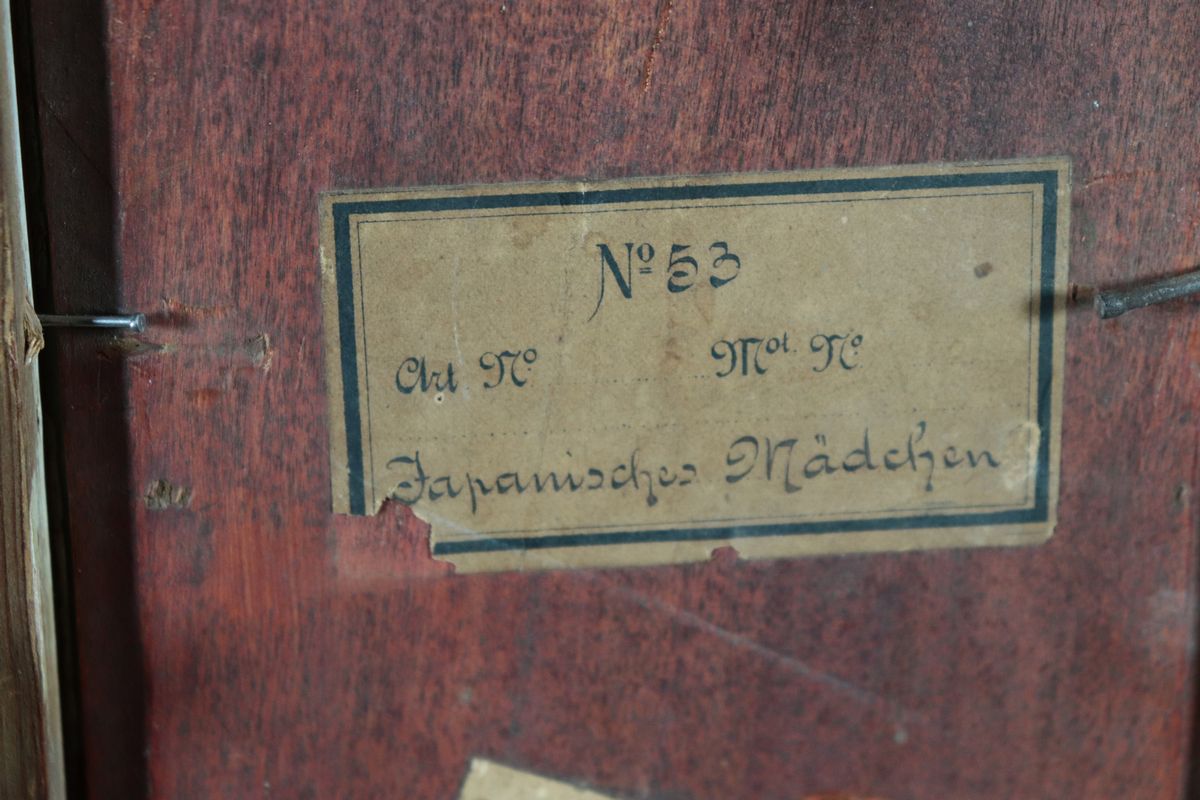 Nº 53
Art Nº Mot. Nº
Japanisches Mädchen